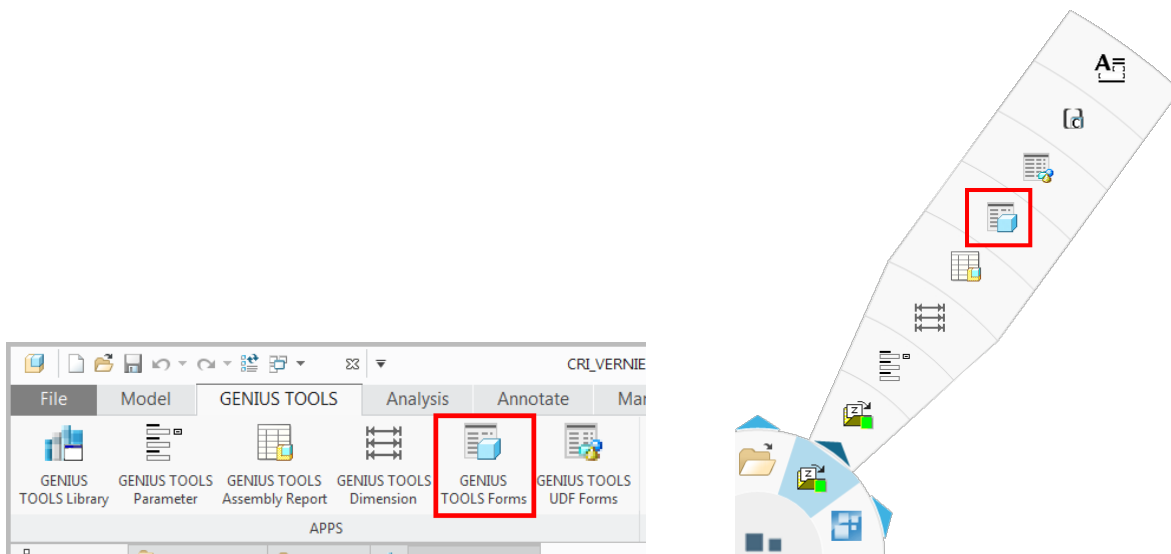 CRI_VERNIE
File Model GENIUS TOOLS Analysis Annotate Ma
GENIUS GENIUS TOOLS GENIUS TOOLS GENIUS TOOLS GENIUS GENIUS TOOLS
TOOLS Library Parameter Assembly Report Dimension TOOLS Forms UDF Forms
APPS